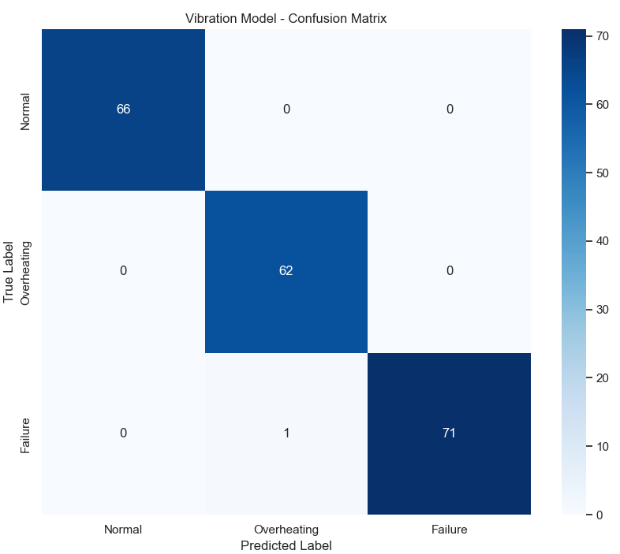 Vibration Model - Confusion Matrix
True Label
Normal
66
0
0
Overheating
0
62
0
Failure
0
1
71
Normal
Overheating
Failure
Predicted Label
70
60
50
40
30
20
10
0